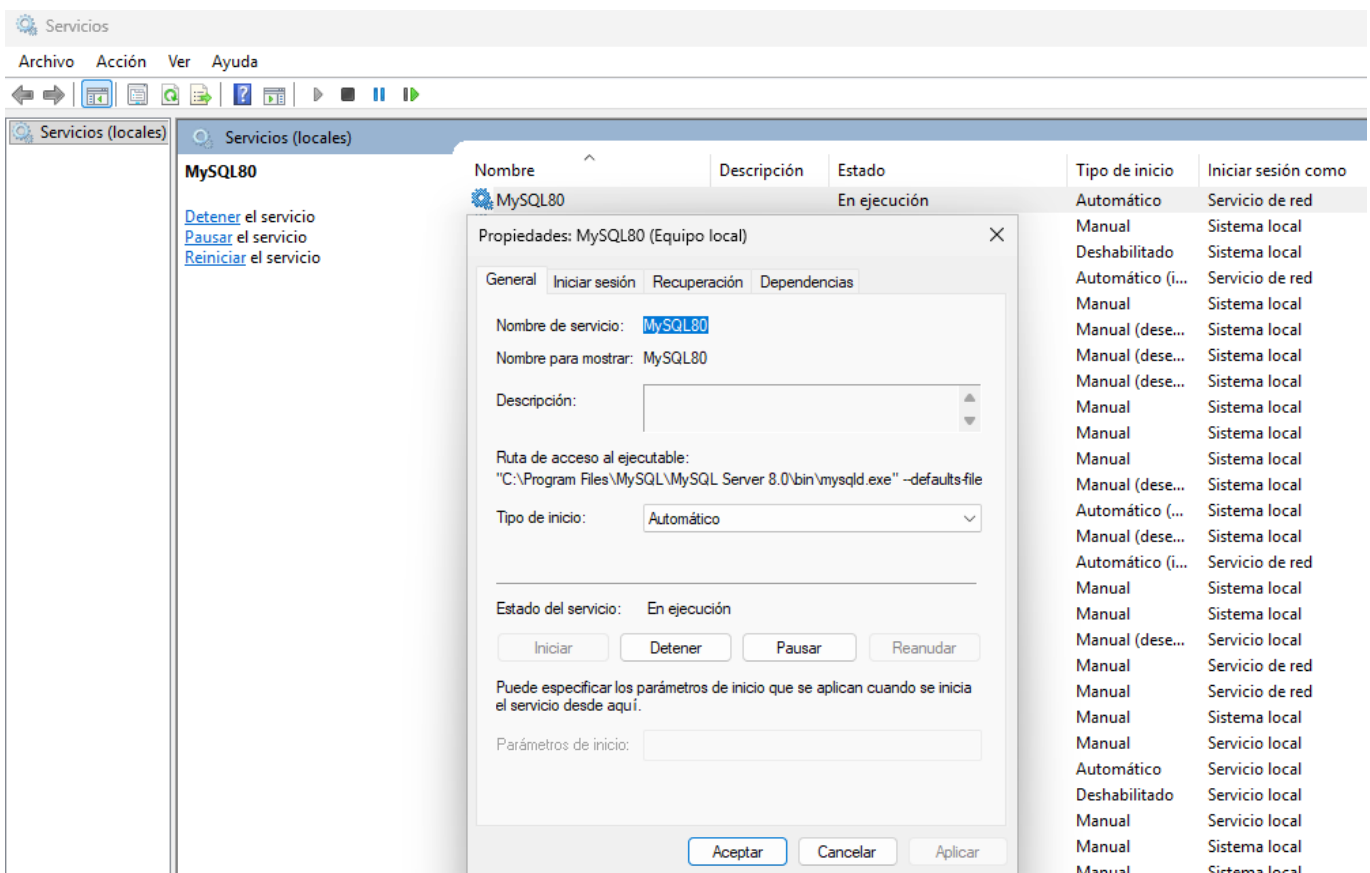 Servicios
Archivo Acción Ver Ayuda
Servicios (locales)
Servicios (locales)
MySQL80
Detener el servicio
Pausar el servicio
Reiniciar el servicio
Nombre Descripción Estado Tipo de inicio Iniciar sesión como
MySQL80 En ejecución Automático Servicio de red
Manual Sistema local
Deshabilitado Sistema local
Automático (i... Servicio de red
Manual Sistema local
Manual (dese... Sistema local
Manual (dese... Sistema local
Manual (dese... Sistema local
Manual Sistema local
Manual Sistema local
Manual Sistema local
Manual (dese... Sistema local
Automático (... Sistema local
Manual (dese... Sistema local
Automático (i... Servicio de red
Manual Sistema local
Manual Sistema local
Manual (dese... Servicio local
Manual Servicio de red
Manual Servicio de red
Manual Sistema local
Manual Servicio local
Automático Servicio local
Deshabilitado Servicio local
Manual Servicio local
Manual Sistema local
Manual Sistema local
Propiedades: MySQL80 (Equipo local)
General Iniciar sesión Recuperación Dependencias
Nombre de servicio: MySQL80
Nombre para mostrar: MySQL80
Descripción:
Ruta de acceso al ejecutable:
"C:\Program Files\MySQL\MySQL Server 8.0\bin\mysqld.exe" --defaults-file
Tipo de inicio: Automático
Estado del servicio: En ejecución
Iniciar Detener Pausar Reanudar
Puede especificar los parámetros de inicio que se aplican cuando se inicia
el servicio desde aquí.
Parámetros de inicio:
Aceptar Cancelar Aplicar